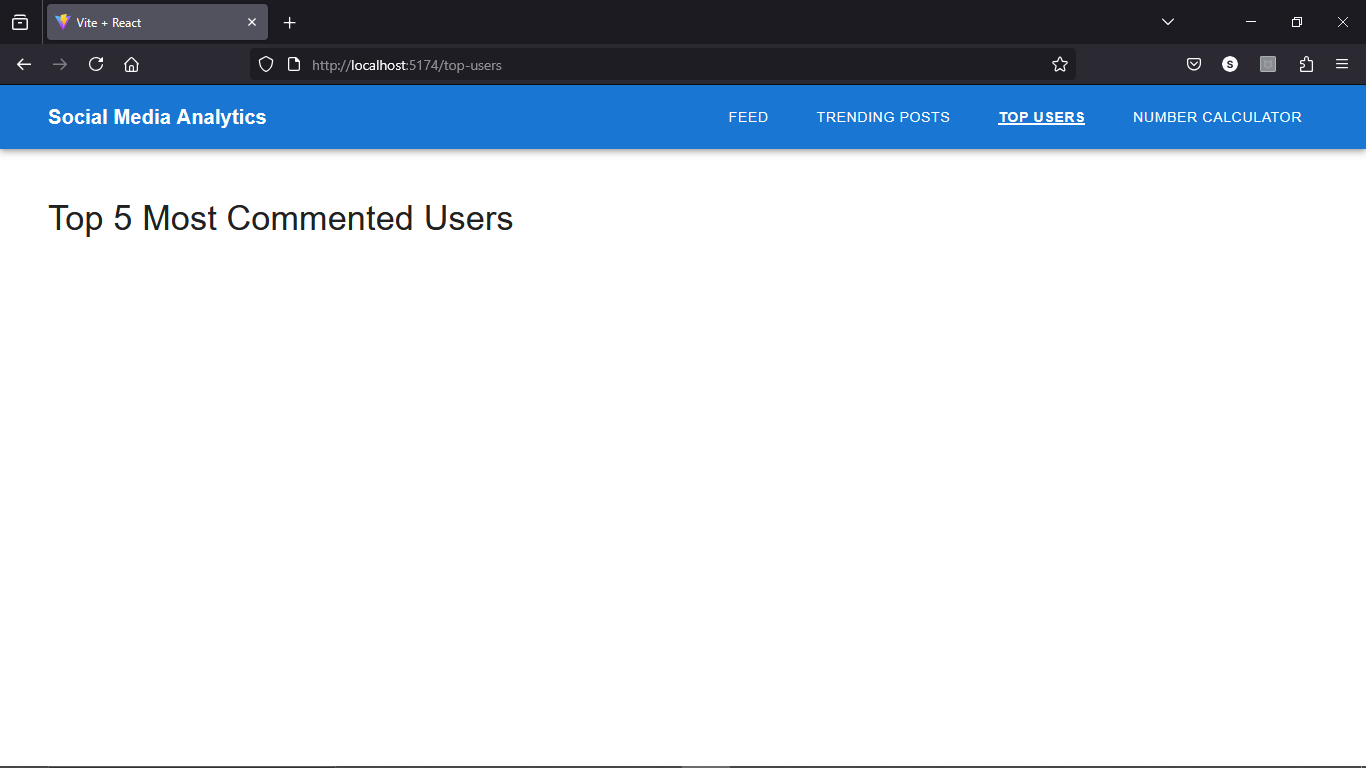 Vite + React
http://localhost:5174/top-users
S
Social Media Analytics
FEED
TRENDING POSTS
TOP USERS
NUMBER CALCULATOR
Top 5 Most Commented Users